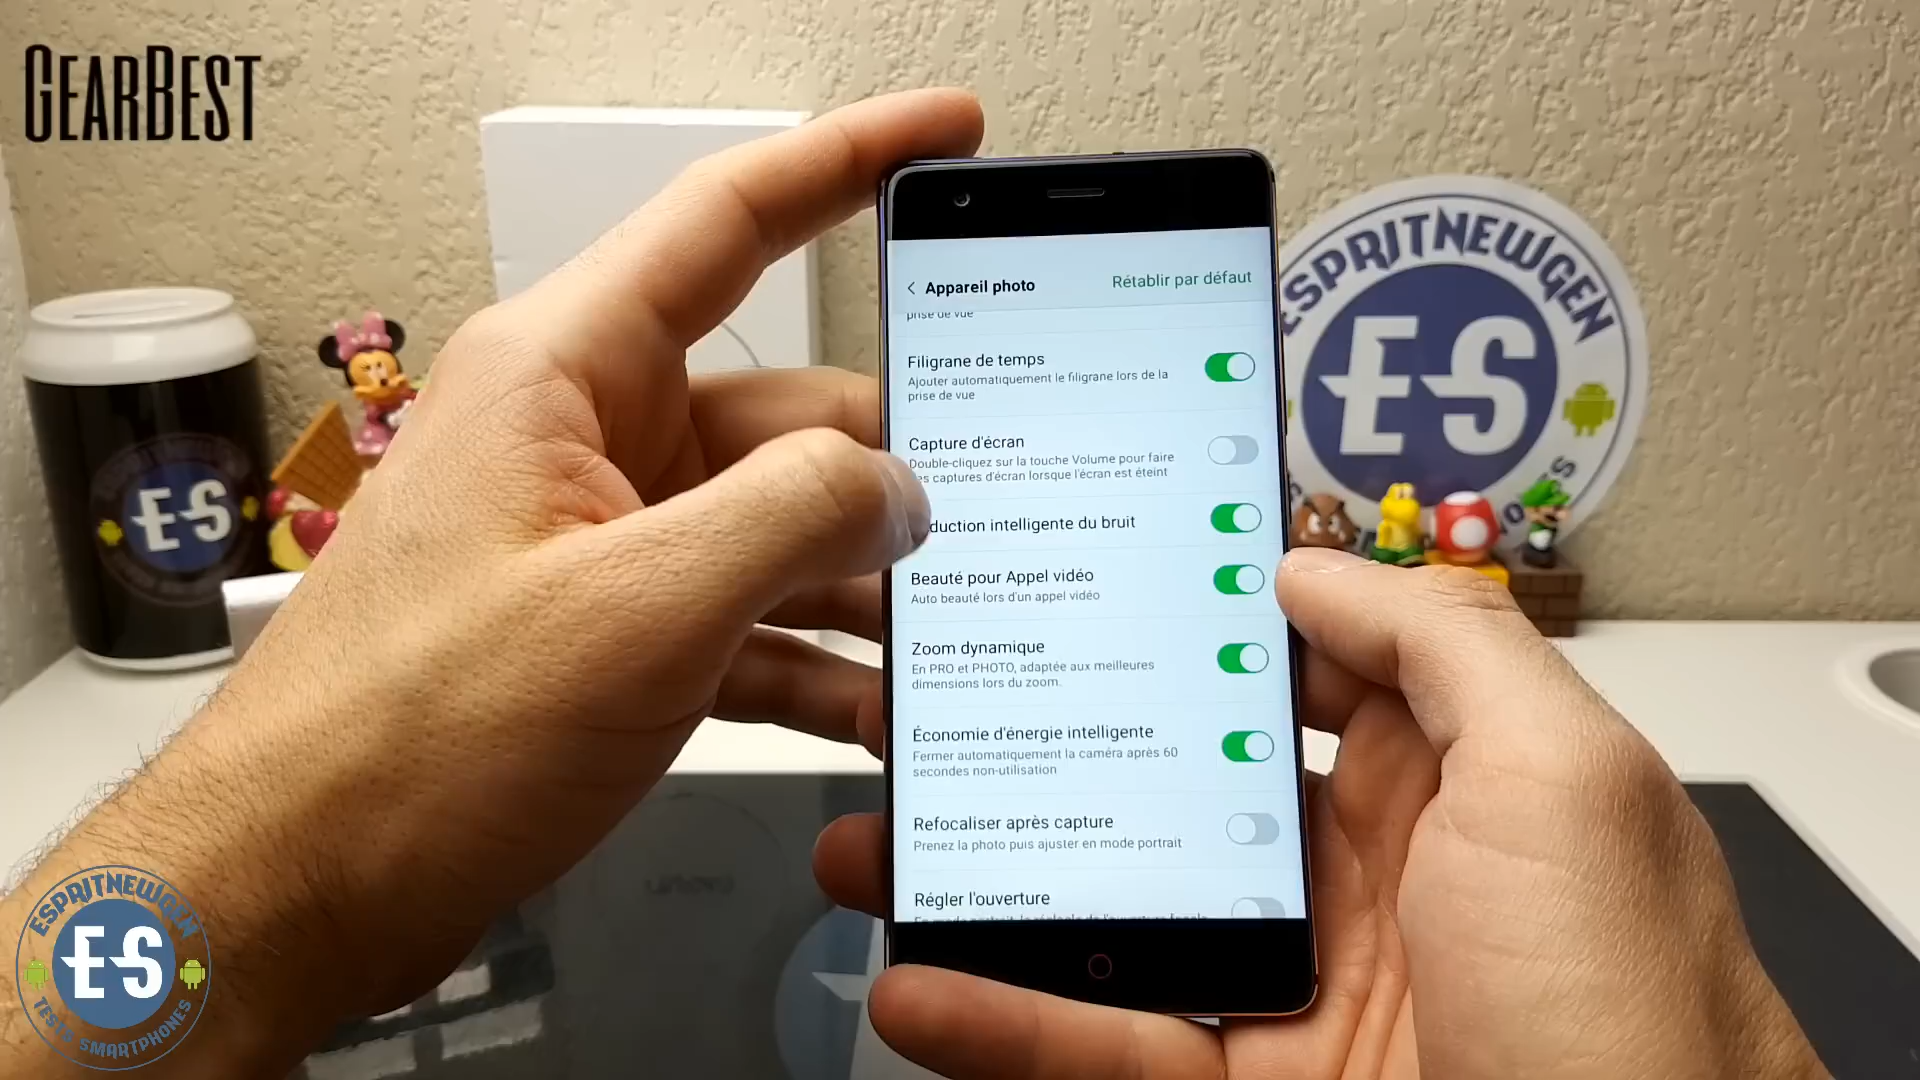 GEARBEST
Appareil photo
Rétablir par défaut
prise de vue
Filigrane de temps
Ajouter automatiquement le filigrane lors de la
prise de vue
Capture d'écran
Double-cliquez sur la touche Volume pour faire
es captures d'écran lorsque l'écran est éteint
duction intelligente du bruit
Beauté pour Appel vidéo
Auto beauté lors d'un appel vidéo
Zoom dynamique
En PRO et PHOTO, adaptée aux meilleures
dimensions lors du zoom.
Économie d'énergie intelligente
Fermer automatiquement la caméra après 60
secondes non-utilisation
Refocaliser après capture
Prenez la photo puis ajuster en mode portrait
Régler l'ouverture
ESPRITNEWGEN
ES
ES
ESPRITNEWGEN
ES
TESTS SMARTPHONES